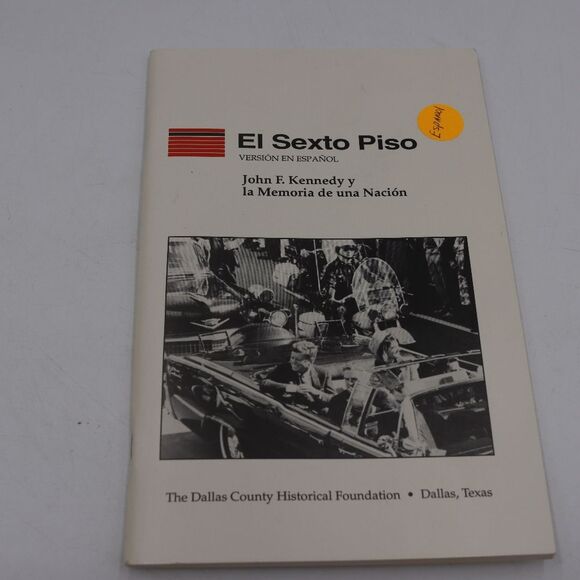 El Sexto Piso
Español
VERSIÓN EN ESPAÑOL
John F. Kennedy y
la Memoria de una Nación
The Dallas County Historical Foundation • Dallas, Texas